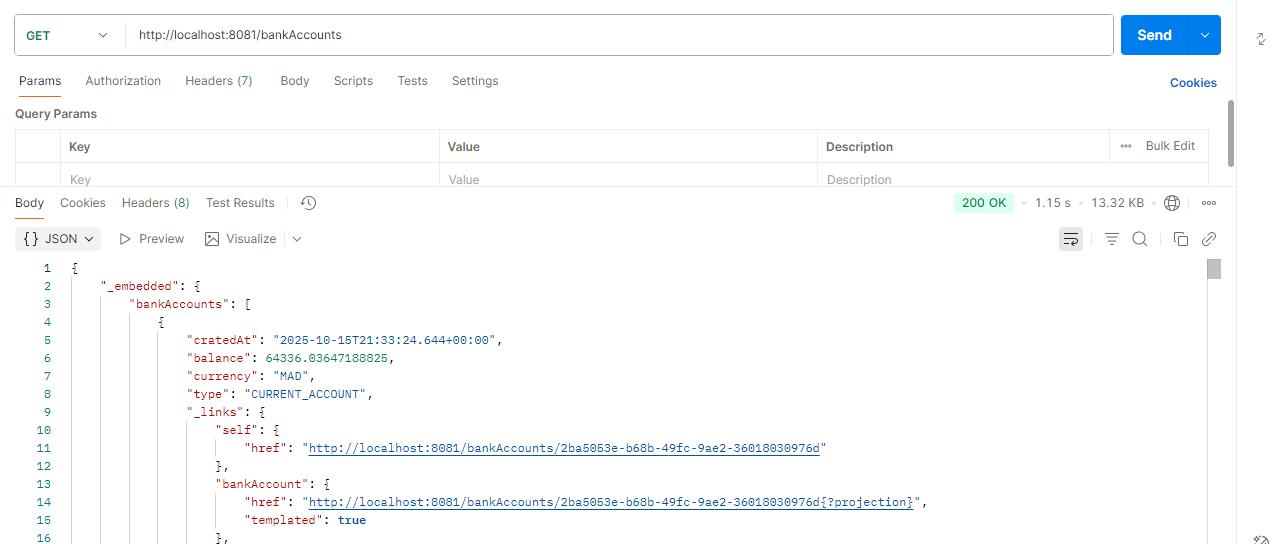 GET http://localhost:8081/bankAccounts Send
Params Authorization Headers (7) Body Scripts Tests Settings Cookies
Query Params
Key Value Description Bulk Edit
Key Value Description
Body Cookies Headers (8) Test Results 200 OK 1.15 s 13.32 KB
{} JSON Preview Visualize
1 {
2 "_embedded": {
3 "bankAccounts": [
4 {
5 "cratedAt": "2025-10-15T21:33:24.644+00:00",
6 "balance": 64336.03647188825,
7 "currency": "MAD",
8 "type": "CURRENT_ACCOUNT",
9 "_links": {
10 "self": {
11 "href": "http://localhost:8081/bankAccounts/2ba5053e-b68b-49fc-9ae2-36018030976d"
12 },
13 "bankAccount": {
14 "href": "http://localhost:8081/bankAccounts/2ba5053e-b68b-49fc-9ae2-36018030976d{?projection}",
15 "templated": true
16 },